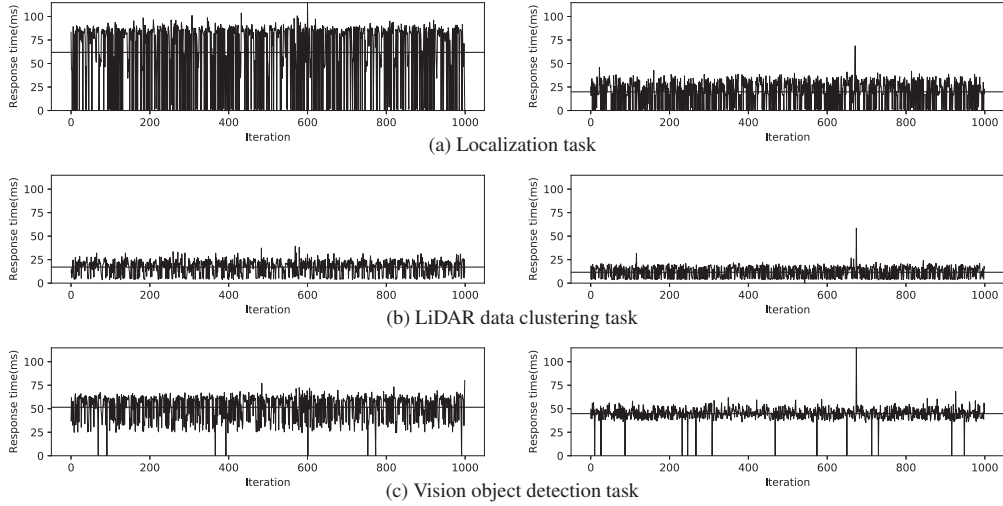 Response time(ms)
100
75
50
25
0
0 200 400 600 800 1000
Iteration
Response time(ms)
100
75
50
25
0
0 200 400 600 800 1000
Iteration
(a) Localization task
Response time(ms)
100
75
50
25
0
0 200 400 600 800 1000
Iteration
Response time(ms)
100
75
50
25
0
0 200 400 600 800 1000
Iteration
(b) LiDAR data clustering task
Response time(ms)
100
75
50
25
0
0 200 400 600 800 1000
Iteration
Response time(ms)
100
75
50
25
0
0 200 400 600 800 1000
Iteration
(c) Vision object detection task